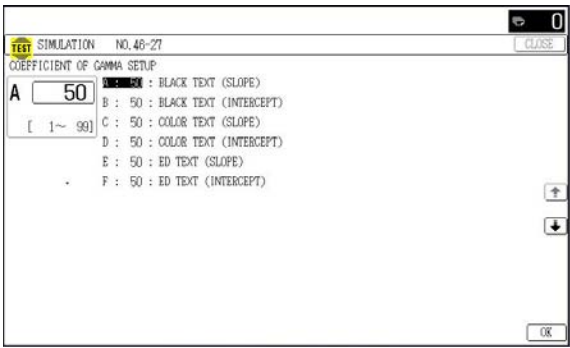 0
TEST SIMULATION NO.46-27
CLOSE
COEFFICIENT OF GAMMA SETUP
A 50
[ 1~ 99]
A : 50 : BLACK TEXT (SLOPE)
B : 50 : BLACK TEXT (INTERCEPT)
C : 50 : COLOR TEXT (SLOPE)
D : 50 : COLOR TEXT (INTERCEPT)
E : 50 : ED TEXT (SLOPE)
F : 50 : ED TEXT (INTERCEPT)
OK